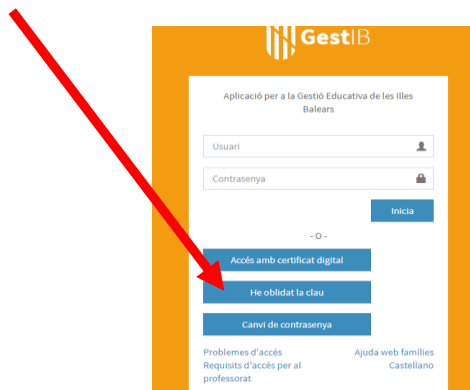 GestIB
Aplicació per a la Gestió Educativa de les Illes
Balears
Usuari
Contrasenya
Inicia
- O -
Accés amb certificat digital
He oblidat la clau
Canvi de contrasenya
Problemes d'accés
Requisits d'accés per al
professorat
Ajuda web famílies
Castellano